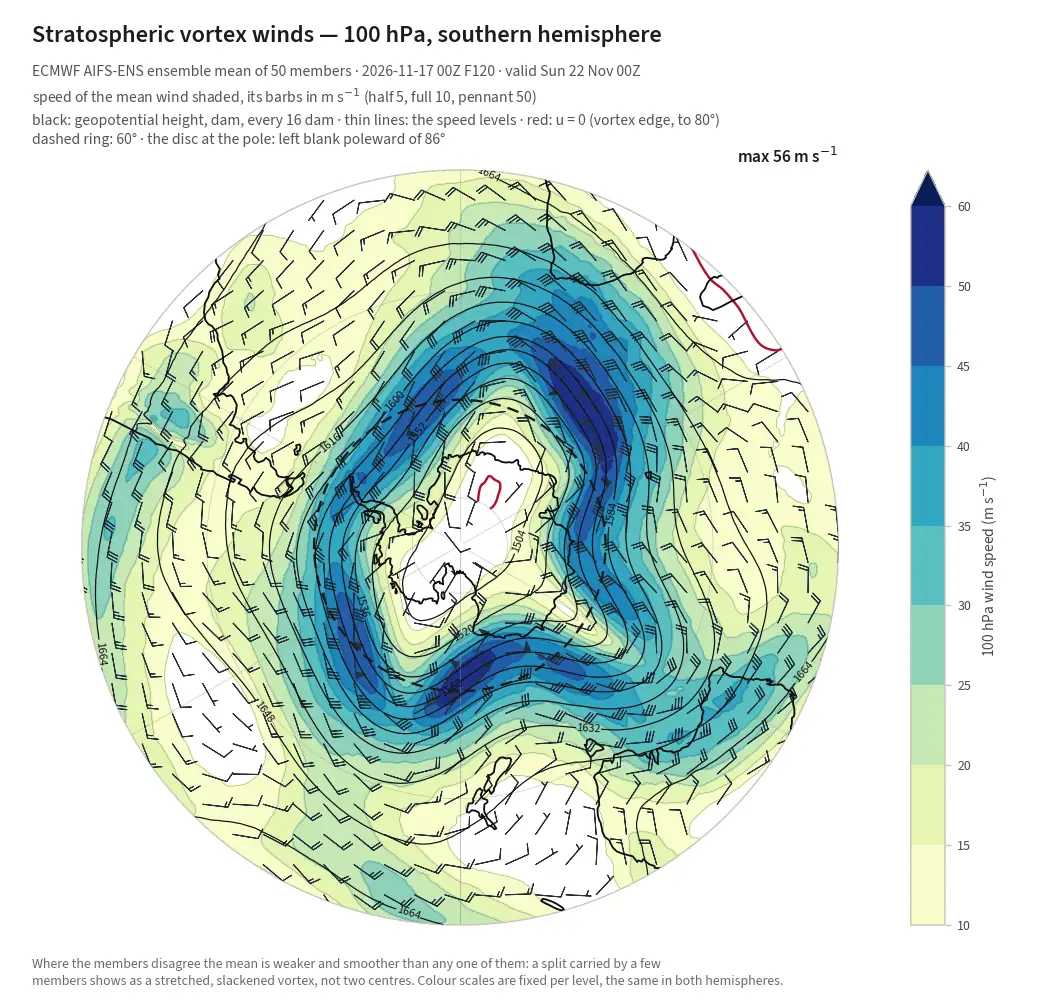 Stratospheric vortex winds — 100 hPa, southern hemisphere
ECMWF AIFS-ENS ensemble mean of 50 members · 2026-11-17 00Z F120 · valid Sun 22 Nov 00Z
speed of the mean wind shaded, its barbs in m s⁻¹ (half 5, full 10, pennant 50)
black: geopotential height, dam, every 16 dam · thin lines: the speed levels · red: u = 0 (vortex edge, to 80°)
dashed ring: 60° · the disc at the pole: left blank poleward of 86°
max 56 m s⁻¹
1664
60
50
45
40
35
30
25
20
15
10
100 hPa wind speed (m s⁻¹)
1600
1616
1584
1504
1520
1664
1664
1648
1632
1664
Where the members disagree the mean is weaker and smoother than any one of them: a split carried by a few
members shows as a stretched, slackened vortex, not two centres. Colour scales are fixed per level, the same in both hemispheres.